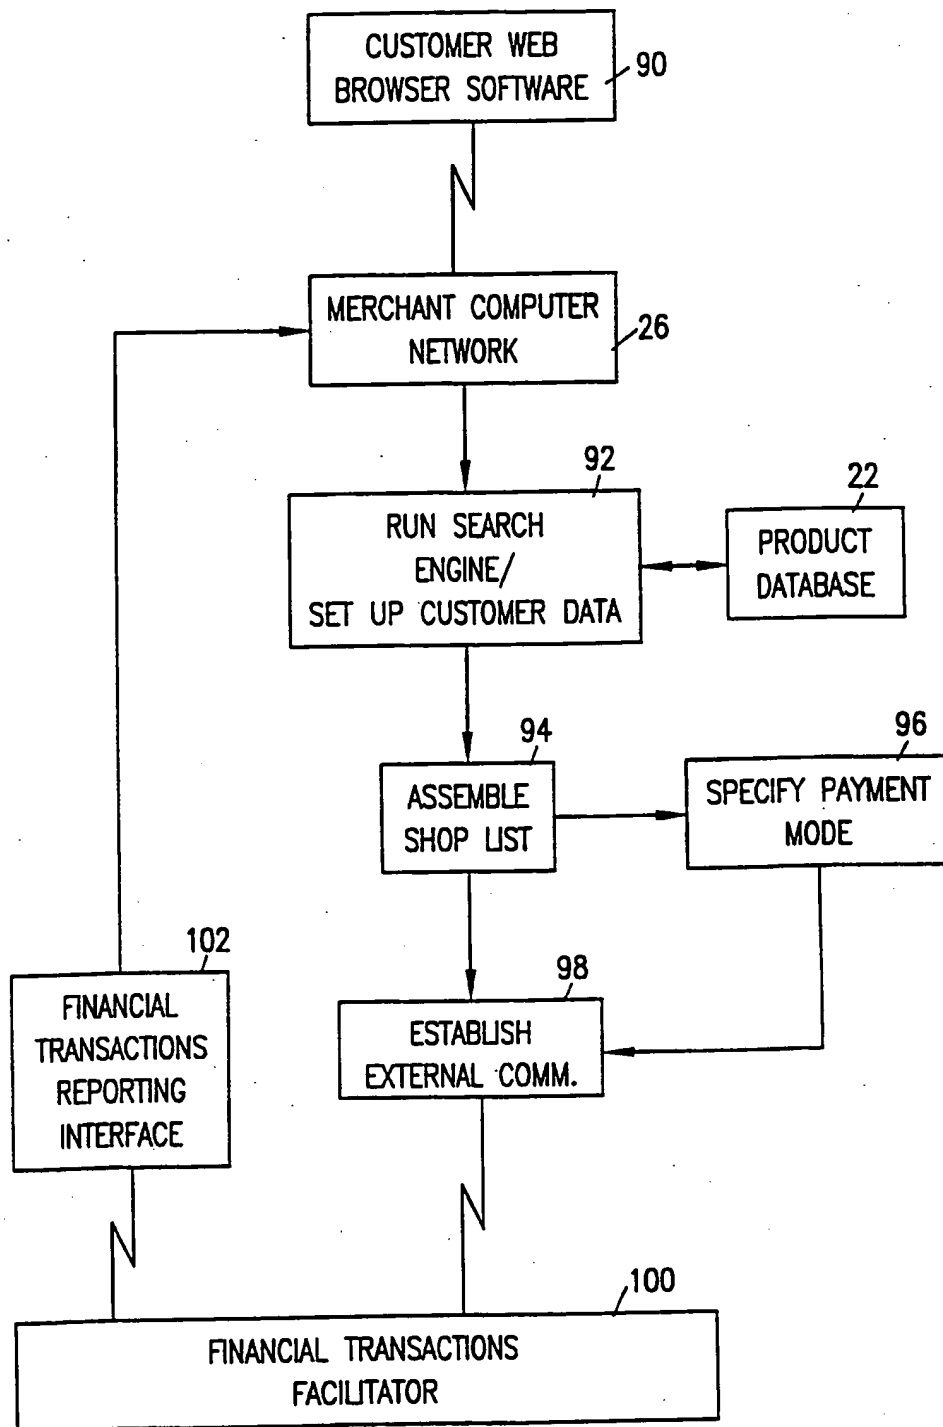 CUSTOMER WEB
BROWSER SOFTWARE
90
MERCHANT COMPUTER
NETWORK
26
92
RUN SEARCH
ENGINE/
SET UP CUSTOMER DATA
22
PRODUCT
DATABASE
94
ASSEMBLE
SHOP LIST
96
SPECIFY PAYMENT
MODE
102
FINANCIAL
TRANSACTIONS
REPORTING
INTERFACE
98
ESTABLISH
EXTERNAL COMM.
100
FINANCIAL TRANSACTIONS
FACILITATOR